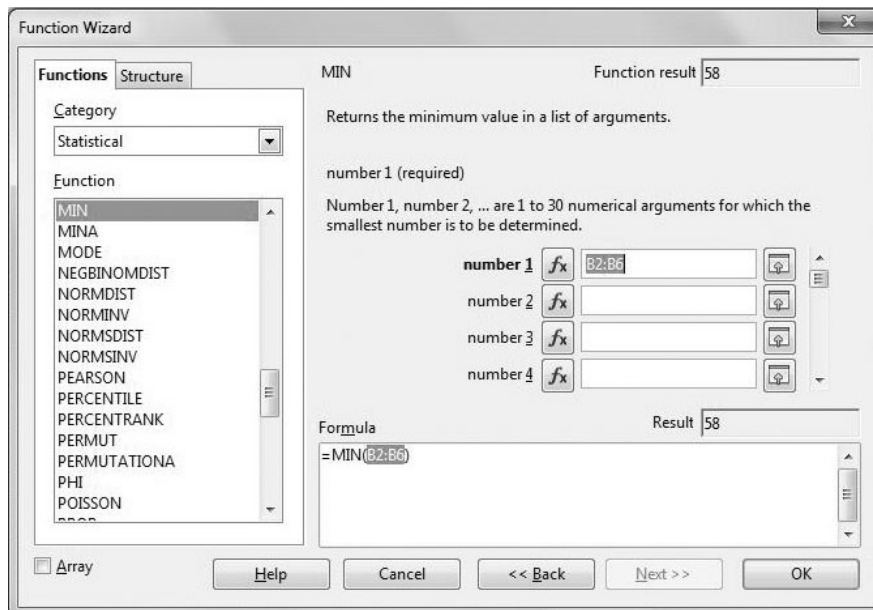 Function Wizard
X
Functions
Structure
Category
Statistical
Function
MIN
MINA
MODE
NEGBINOMDIST
NORMDIST
NORMINV
NORMSDIST
NORMSINV
PEARSON
PERCENTILE
PERCENTRANK
PERMUT
PERMUTATIONA
PHI
POISSON
MIN
Function result 58
Returns the minimum value in a list of arguments.
number 1 (required)
Number 1, number 2, ... are 1 to 30 numerical arguments for which the
smallest number is to be determined.
number 1 fx B2:B6
number 2 fx
number 3 fx
number 4 fx
Formula
Result 58
=MIN(B2:B6)
Array
Help
Cancel
<< Back
Next >>
OK